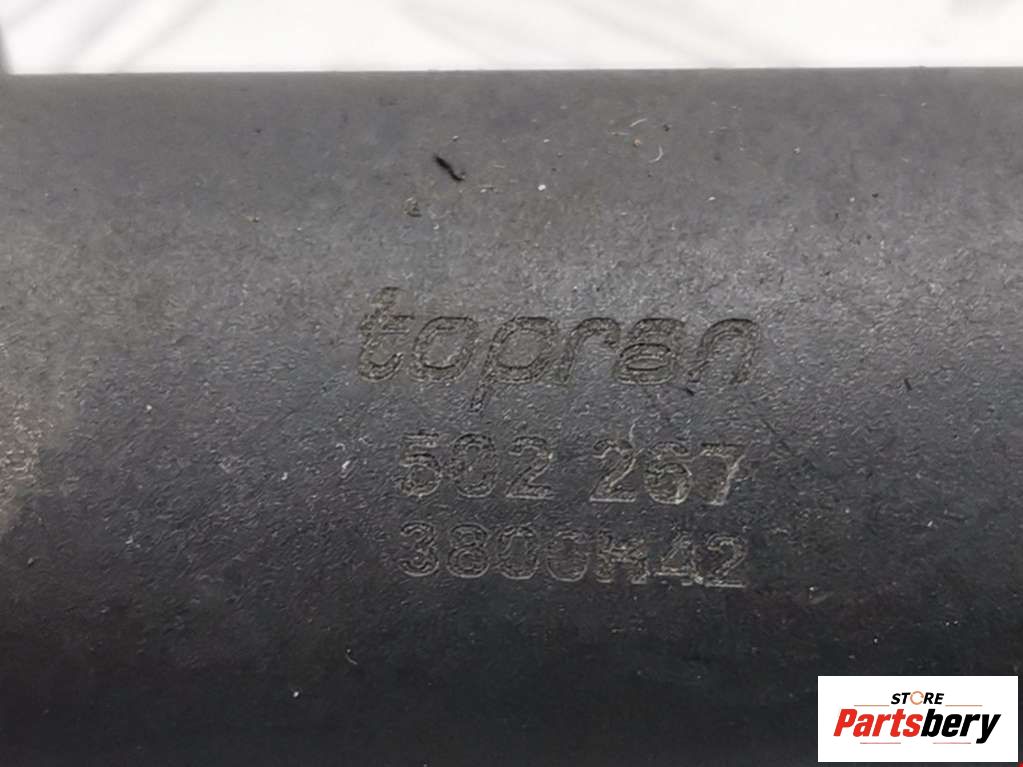 topran
502 267
3800H42
STORE
Partsbery